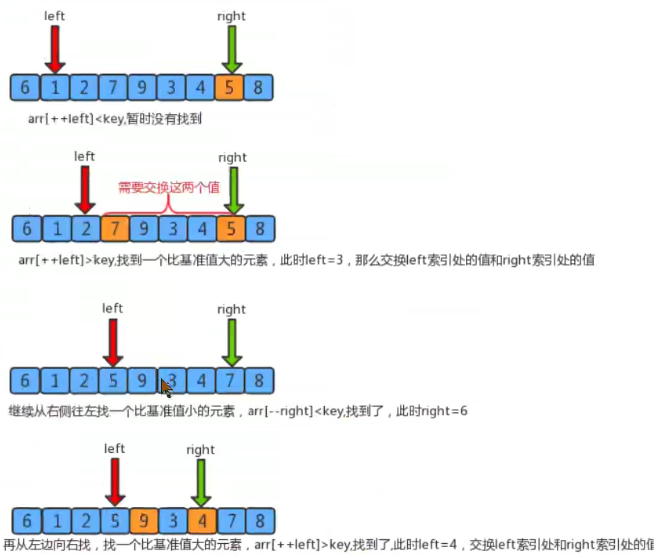 left right
6 1 2 7 9 3 4 5 8
arr[++left]<key,暂时没有找到
left right
需要交换这两个值
6 1 2 7 9 3 4 5 8
arr[++left]>key,找到一个比基准值大的元素，此时left=3，那么交换left索引处的值和right索引处的值
left right
6 1 2 5 9 3 4 7 8
继续从右侧往左找一个比基准值小的元素，arr[--right]<key,找到了，此时right=6
left right
6 1 2 5 9 3 4 7 8
再从左边向右找，找一个比基准值大的元素，arr[++left]>key,找到了,此时left=4，交换left索引处和right索引处的